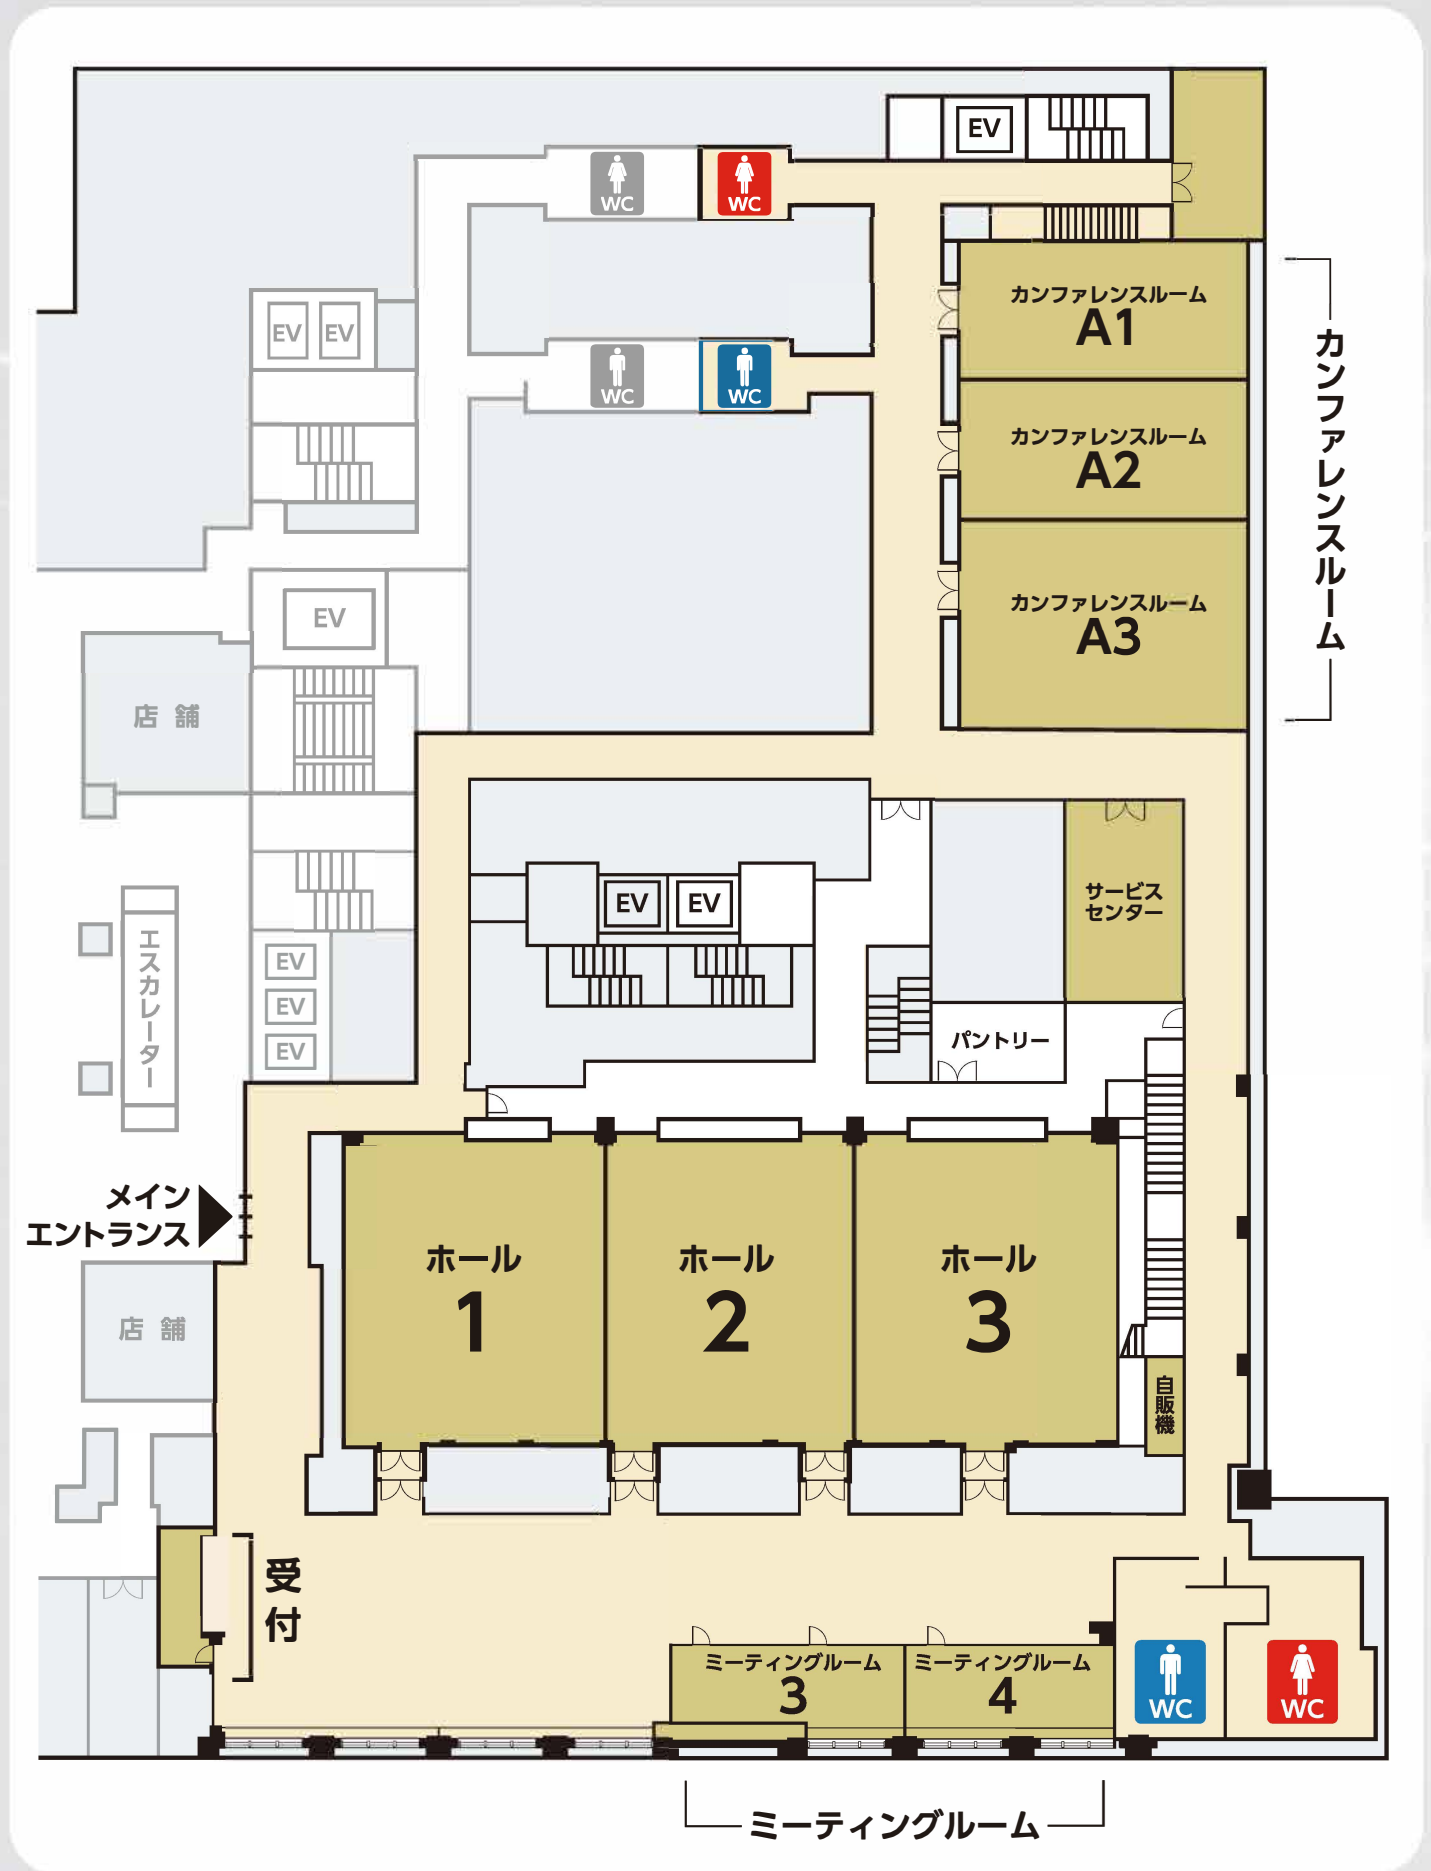 EV
WC
WC
カンファレンスルーム
A1
EV
EV
WC
WC
カンファレンスルーム
A2
カンファレンスルーム
カンファレンスルーム
A3
EV
店舗
EV
EV
サービス
センター
エスカレーター
EV
EV
EV
パントリー
メイン
エントランス
ホール
1
ホール
2
ホール
3
店舗
自販機
受付
ミーティングルーム
3
ミーティングルーム
4
WC
WC
ミーティングルーム